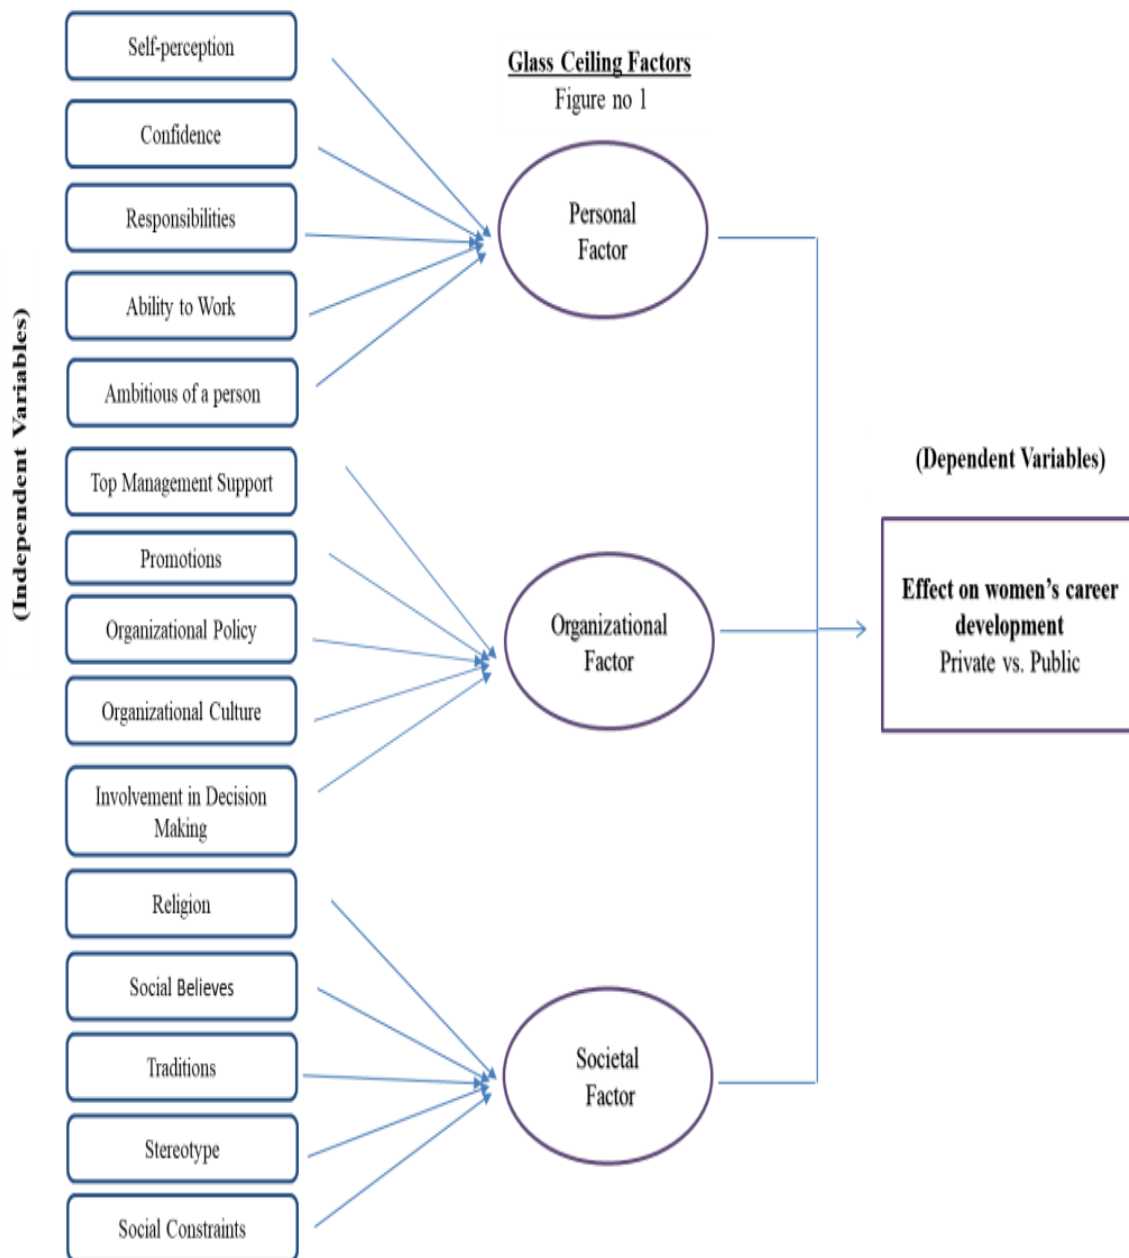 (Independent Variables)
Self-perception
Confidence
Responsibilities
Ability to Work
Ambitious of a person
Top Management Support
Promotions
Organizational Policy
Organizational Culture
Involvement in Decision
Making
Religion
Social Believes
Traditions
Stereotype
Social Constraints
Glass Ceiling Factors
Figure no 1
Personal
Factor
Organizational
Factor
Societal
Factor
(Dependent Variables)
Effect on women’s career
development
Private vs. Public